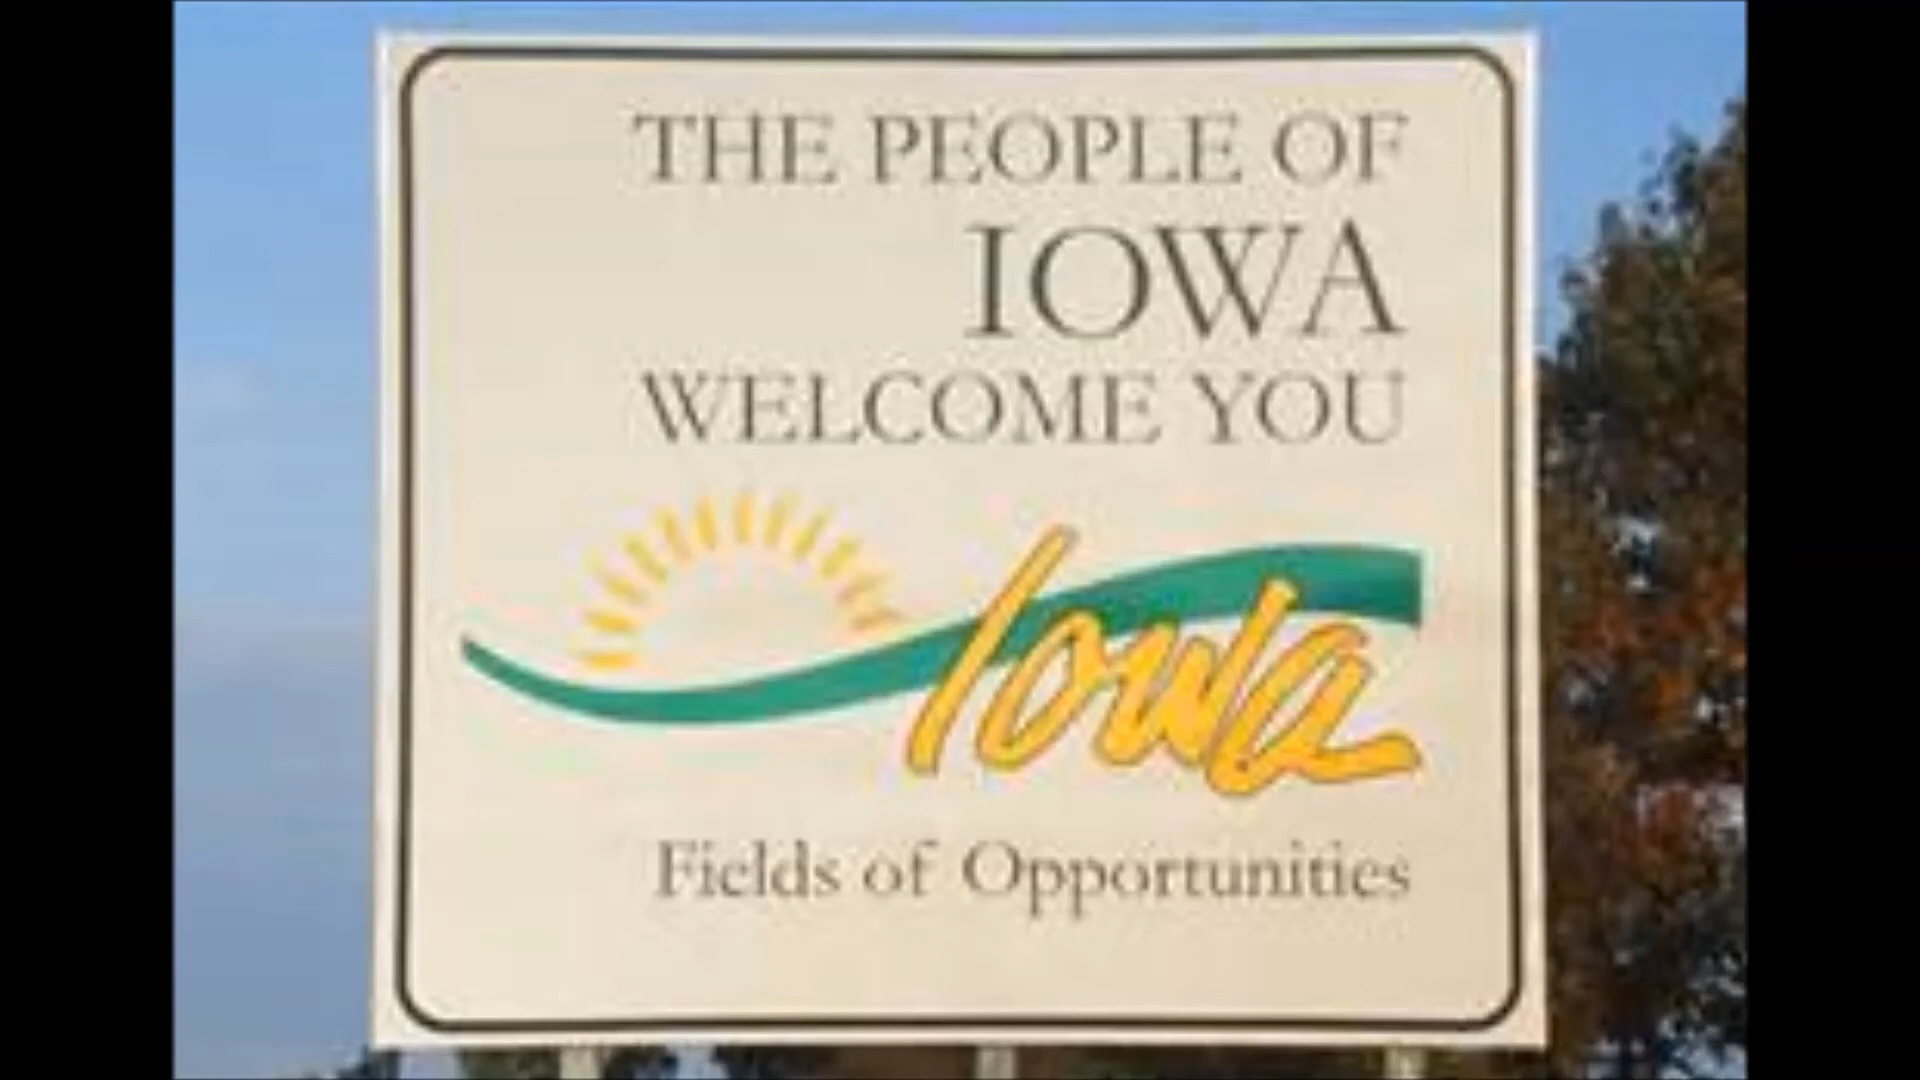 THE PEOPLE OF
IOWA
WELCOME YOU
Iowa
Fields of Opportunities